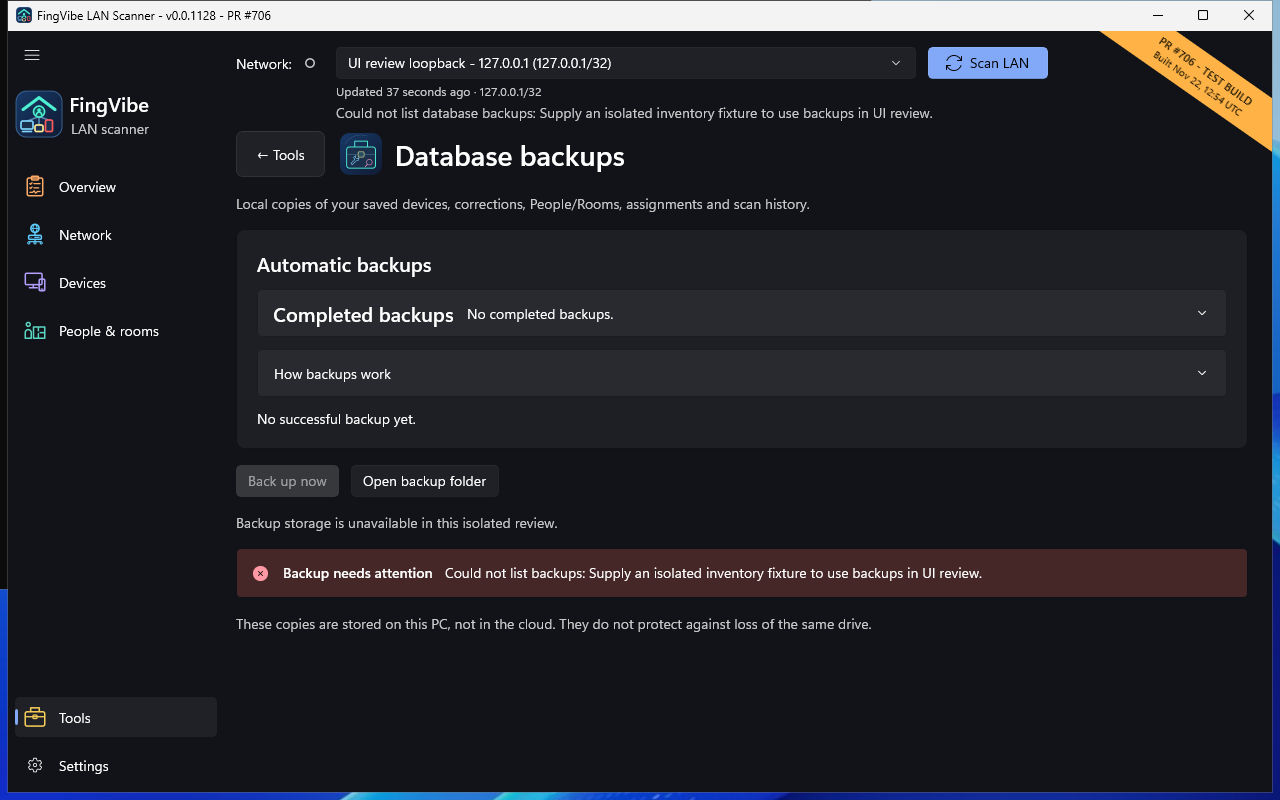 FingVibe LAN Scanner - v0.0.1128 - PR #706
PR #706 - TEST BUILD
Built Nov 22, 12:54 UTC
Network:
UI review loopback - 127.0.0.1 (127.0.0.1/32)
Scan LAN
Updated 37 seconds ago · 127.0.0.1/32
Could not list database backups: Supply an isolated inventory fixture to use backups in UI review.
FingVibe
LAN scanner
Overview
Network
Devices
People & rooms
Tools
Settings
← Tools
Database backups
Local copies of your saved devices, corrections, People/Rooms, assignments and scan history.
Automatic backups
Completed backups No completed backups.
How backups work
No successful backup yet.
Back up now
Open backup folder
Backup storage is unavailable in this isolated review.
Backup needs attention Could not list backups: Supply an isolated inventory fixture to use backups in UI review.
These copies are stored on this PC, not in the cloud. They do not protect against loss of the same drive.